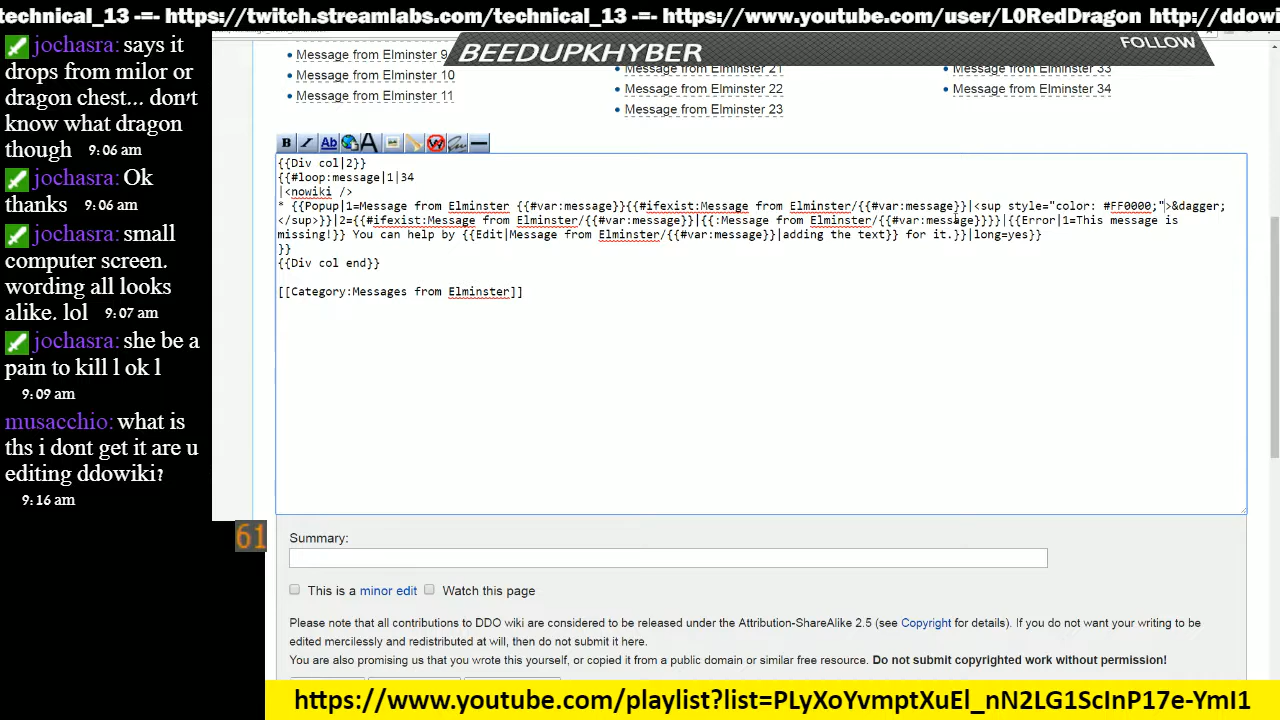 technical_13 -=- https://twitch.streamlabs.com/technical_13 -=- https://www.youtube.com/user/L0RedDragon http://ddowi
BEEDUPKHYBER
FOLLOW
jochasra: says it
drops from milor or
dragon chest... don't
know what dragon
though 9:06 am
jochasra: Ok
thanks 9:06 am
jochasra: small
computer screen.
wording all looks
alike. lol 9:07 am
jochasra: she be a
pain to kill l ok l
9:09 am
musacchio: what is
ths i dont get it are u
editing ddowiki?
9:16 am
• Message from Elminster 9
• Message from Elminster 10
• Message from Elminster 11
• Message from Elminster 21
• Message from Elminster 22
• Message from Elminster 23
• Message from Elminster 33
• Message from Elminster 34
B I Ab A W
{{Div col|2}}
{{#loop:message|1|34
|<nowiki />
* {{Popup|1=Message from Elminster {{#var:message}}{{#ifexist:Message from Elminster/{{#var:message}}|<sup style="color: #FF0000;">&dagger;
</sup>}}|2={{#ifexist:Message from Elminster/{{#var:message}}|{{:Message from Elminster/{{#var:message}}}}|{{Error|1=This message is
missing!}} You can help by {{Edit|Message from Elminster/{{#var:message}}|adding the text}} for it.}}|long=yes}}
}}
{{Div col end}}
[[Category:Messages from Elminster]]
61
Summary:
This is a minor edit Watch this page
Please note that all contributions to DDO wiki are considered to be released under the Attribution-ShareAlike 2.5 (see Copyright for details). If you do not want your writing to be
edited mercilessly and redistributed at will, then do not submit it here.
You are also promising us that you wrote this yourself, or copied it from a public domain or similar free resource. Do not submit copyrighted work without permission!
https://www.youtube.com/playlist?list=PLyXoYvmptXuEl_nN2LG1ScInP17e-YmI1